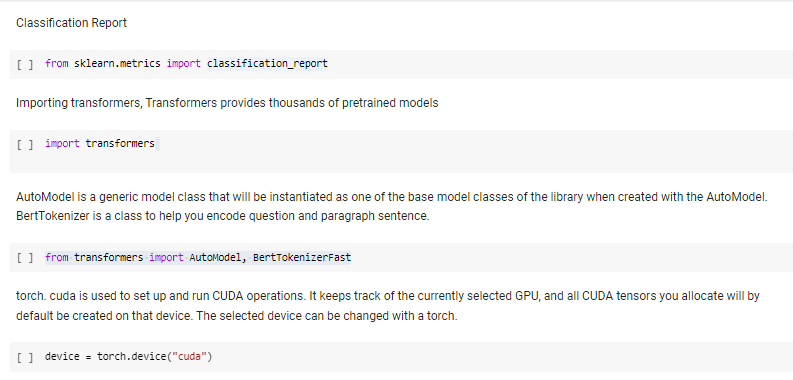 Classification Report
[ ] from sklearn.metrics import classification_report
Importing transformers, Transformers provides thousands of pretrained models
[ ] import transformers
AutoModel is a generic model class that will be instantiated as one of the base model classes of the library when created with the AutoModel.
BertTokenizer is a class to help you encode question and paragraph sentence.
[ ] from transformers import AutoModel, BertTokenizerFast
torch. cuda is used to set up and run CUDA operations. It keeps track of the currently selected GPU, and all CUDA tensors you allocate will by
default be created on that device. The selected device can be changed with a torch.
[ ] device = torch.device("cuda")